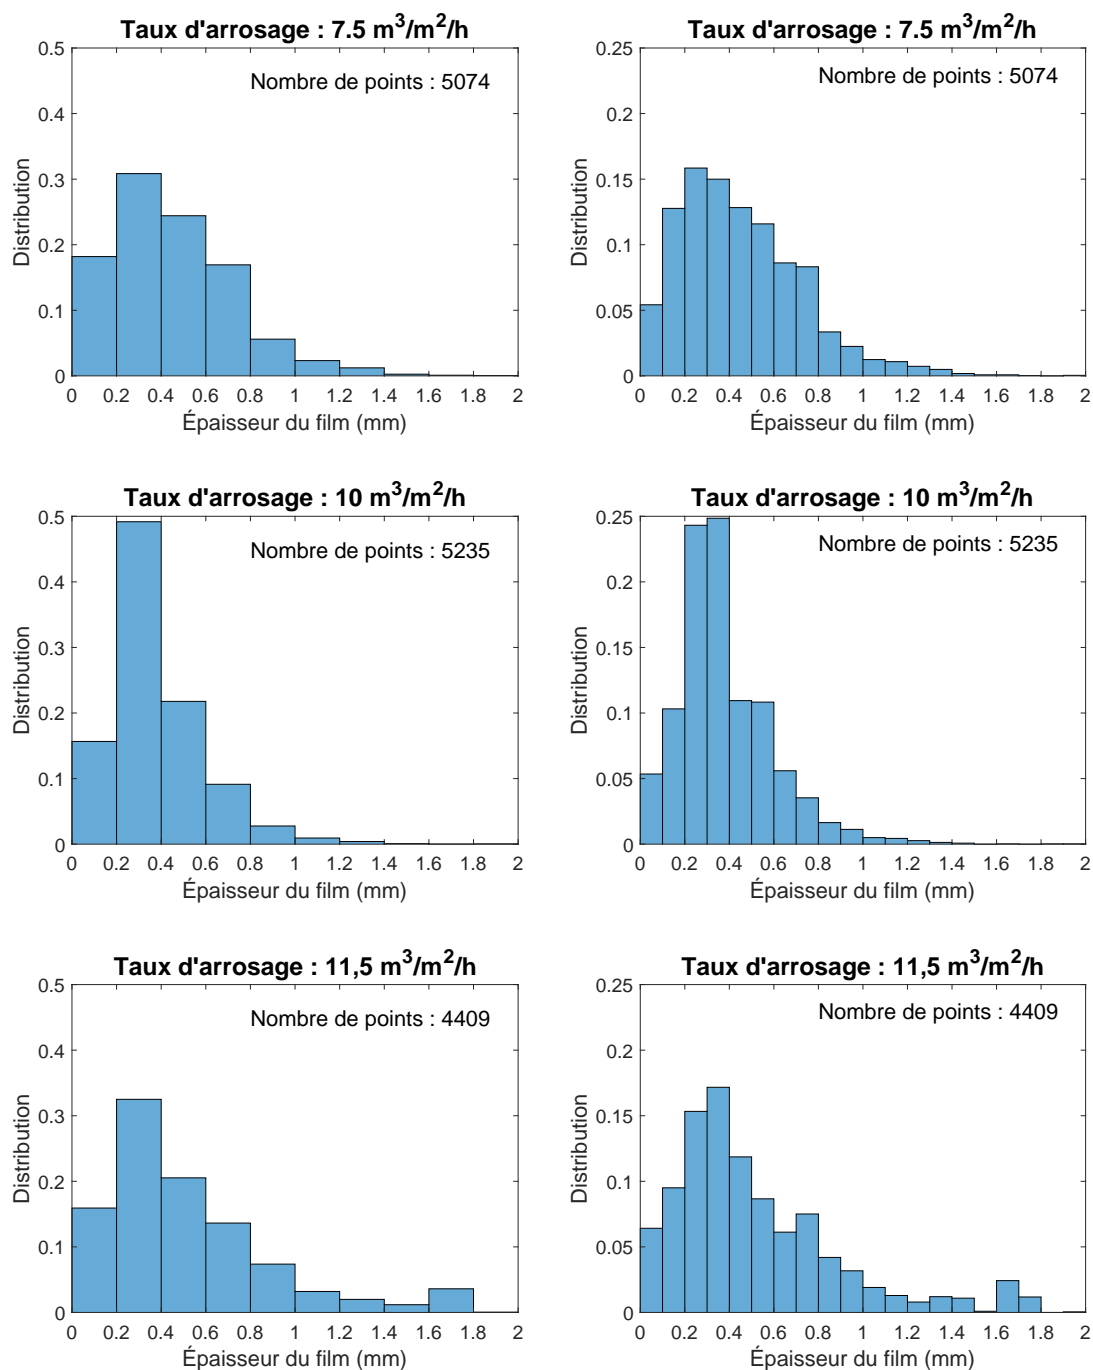 Taux d'arrosage : 7.5 m³/m²/h
Nombre de points : 5074
Distribution
0.5
0.4
0.3
0.2
0.1
0
0 0.2 0.4 0.6 0.8 1 1.2 1.4 1.6 1.8 2
Épaisseur du film (mm)
Taux d'arrosage : 7.5 m³/m²/h
Nombre de points : 5074
Distribution
0.25
0.2
0.15
0.1
0.05
0
0 0.2 0.4 0.6 0.8 1 1.2 1.4 1.6 1.8 2
Épaisseur du film (mm)
Taux d'arrosage : 10 m³/m²/h
Nombre de points : 5235
Distribution
0.5
0.4
0.3
0.2
0.1
0
0 0.2 0.4 0.6 0.8 1 1.2 1.4 1.6 1.8 2
Épaisseur du film (mm)
Taux d'arrosage : 10 m³/m²/h
Nombre de points : 5235
Distribution
0.25
0.2
0.15
0.1
0.05
0
0 0.2 0.4 0.6 0.8 1 1.2 1.4 1.6 1.8 2
Épaisseur du film (mm)
Taux d'arrosage : 11,5 m³/m²/h
Nombre de points : 4409
Distribution
0.5
0.4
0.3
0.2
0.1
0
0 0.2 0.4 0.6 0.8 1 1.2 1.4 1.6 1.8 2
Épaisseur du film (mm)
Taux d'arrosage : 11,5 m³/m²/h
Nombre de points : 4409
Distribution
0.25
0.2
0.15
0.1
0.05
0
0 0.2 0.4 0.6 0.8 1 1.2 1.4 1.6 1.8 2
Épaisseur du film (mm)